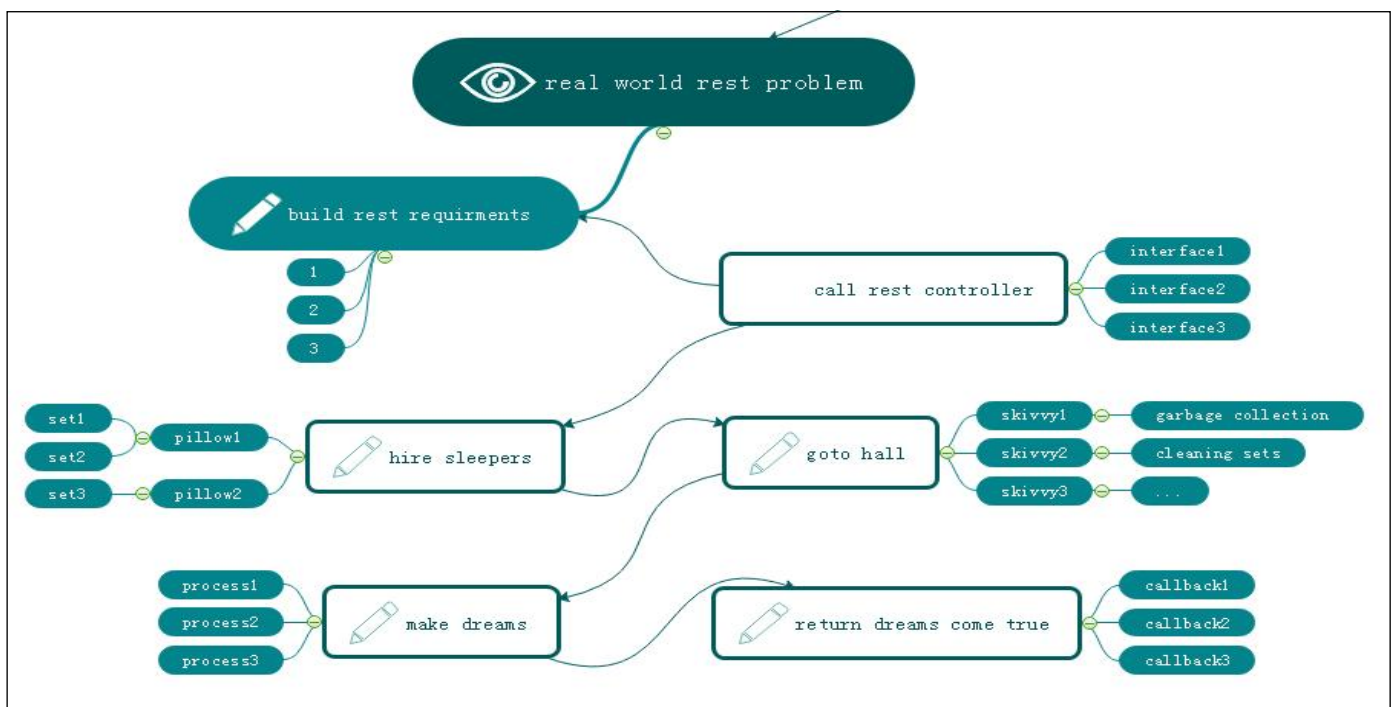 real world rest problem
build rest requirments
1
2
3
call rest controller
interface1
interface2
interface3
set1
set2
set3
pillow1
pillow2
hire sleepers
goto hall
skivvy1
garbage collection
skivvy2
cleaning sets
skivvy3
...
process1
process2
process3
make dreams
return dreams come true
callback1
callback2
callback3